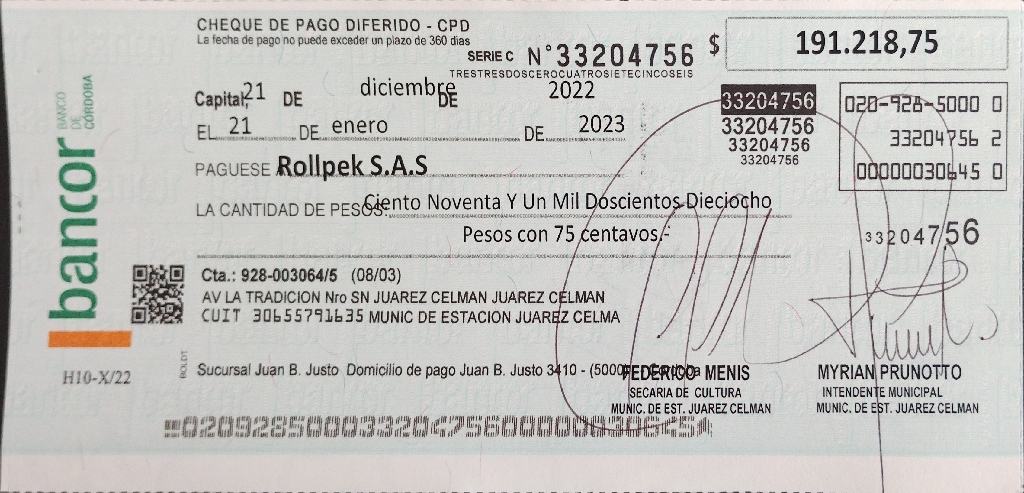 CHEQUE DE PAGO DIFERIDO - CPD
La fecha de pago no puede exceder un plazo de 360 días
SERIE C N° 33204756 $ 191.218,75
TRESTRESDOSCEROCUATROSIETECINCOSEIS
Capital, 21 DE diciembre DE 2022
EL 21 DE enero DE 2023
33204756
33204756
33204756
33204756
020-928-5000 0
33204756 2
00000030645 0
PAGUESE A Rollpek S.A.S
LA CANTIDAD DE PESOS: Ciento Noventa Y Un Mil Doscientos Dieciocho
Pesos con 75 centavos.-
33204756
bancor
BANCO
DE
CÓRDOBA
Cta.: 928-003064/5 (08/03)
AV LA TRADICION Nro SN JUAREZ CELMAN JUAREZ CELMAN
CUIT 30655791635 MUNIC DE ESTACION JUAREZ CELMA
H10-X/22
BOLDT
Sucursal Juan B. Justo Domicilio de pago Juan B. Justo 3410 - (5000)
FEDERICO MENIS
SECARIA DE CULTURA
MUNIC. DE EST. JUAREZ CELMAN
MYRIAN PRUNOTTO
INTENDENTE MUNICIPAL
MUNIC. DE EST. JUAREZ CELMAN